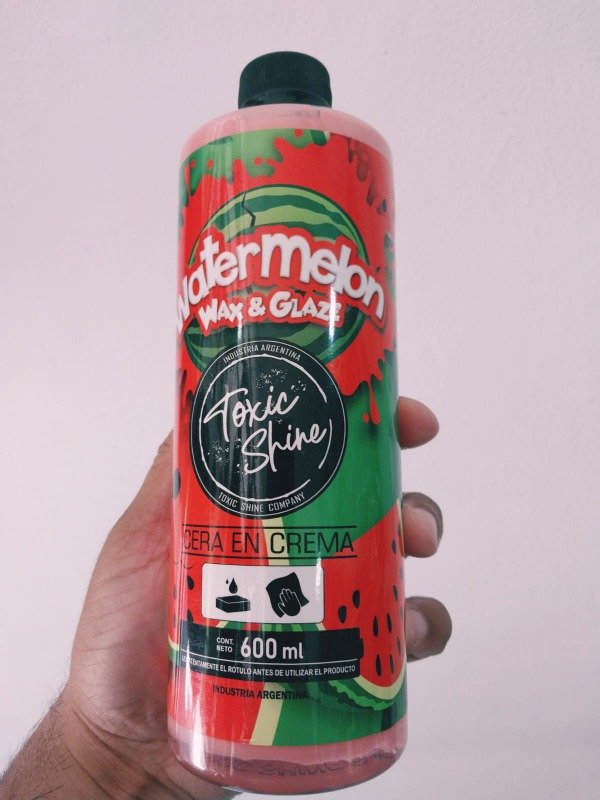 Watermelon
WAX & GLAZE
INDUSTRIA ARGENTINA
Toxic
Shine
TOXIC SHINE COMPANY
CERA EN CREMA
CONT.
NETO
600 ml
ATENTAMENTE EL ROTULO ANTES DE UTILIZAR EL PRODUCTO
INDUSTRIA ARGENTINA